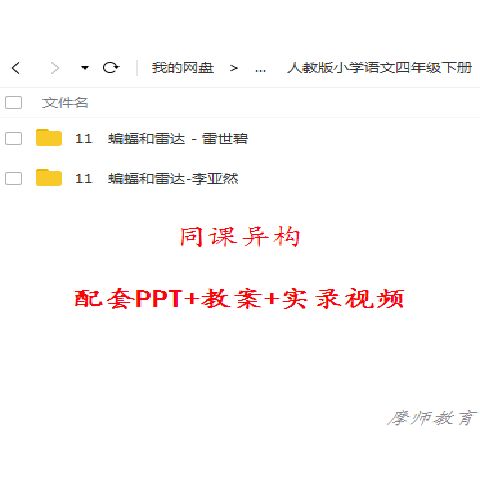 我的网盘 > ... 人教版小学语文四年级下册
文件名
11 蝙蝠和雷达 - 雷世碧
11 蝙蝠和雷达-李亚然
同课异构
配套PPT+教案+实录视频
摩师教育